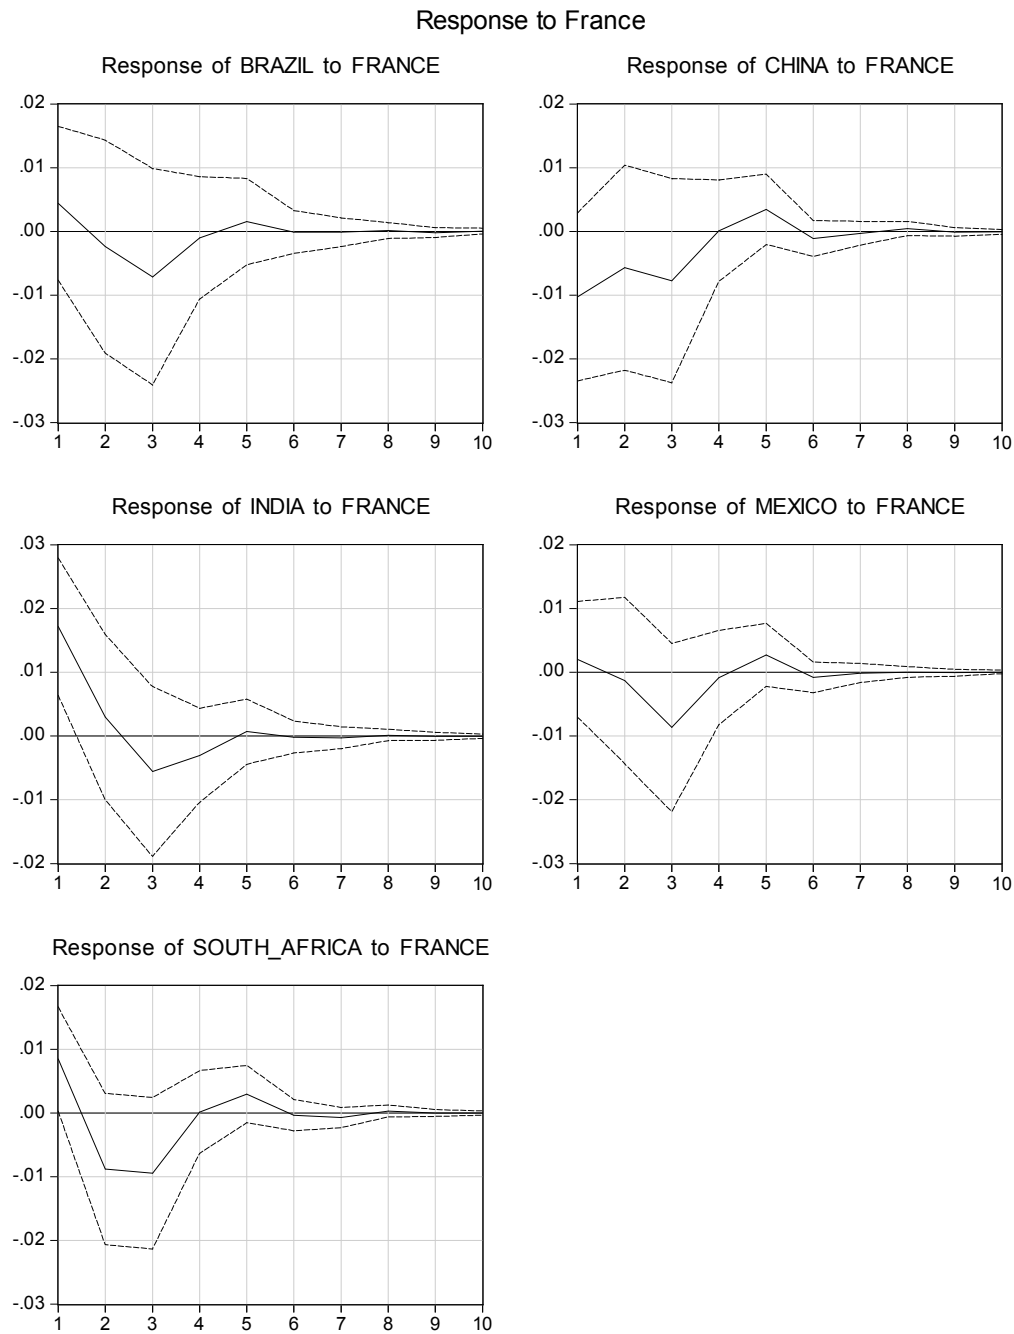 Response to France
Response of BRAZIL to FRANCE
.02
.01
.00
-.01
-.02
-.03
1 2 3 4 5 6 7 8 9 10
Response of CHINA to FRANCE
.02
.01
.00
-.01
-.02
-.03
1 2 3 4 5 6 7 8 9 10
Response of INDIA to FRANCE
.03
.02
.01
.00
-.01
-.02
1 2 3 4 5 6 7 8 9 10
Response of MEXICO to FRANCE
.02
.01
.00
-.01
-.02
-.03
1 2 3 4 5 6 7 8 9 10
Response of SOUTH_AFRICA to FRANCE
.02
.01
.00
-.01
-.02
-.03
1 2 3 4 5 6 7 8 9 10